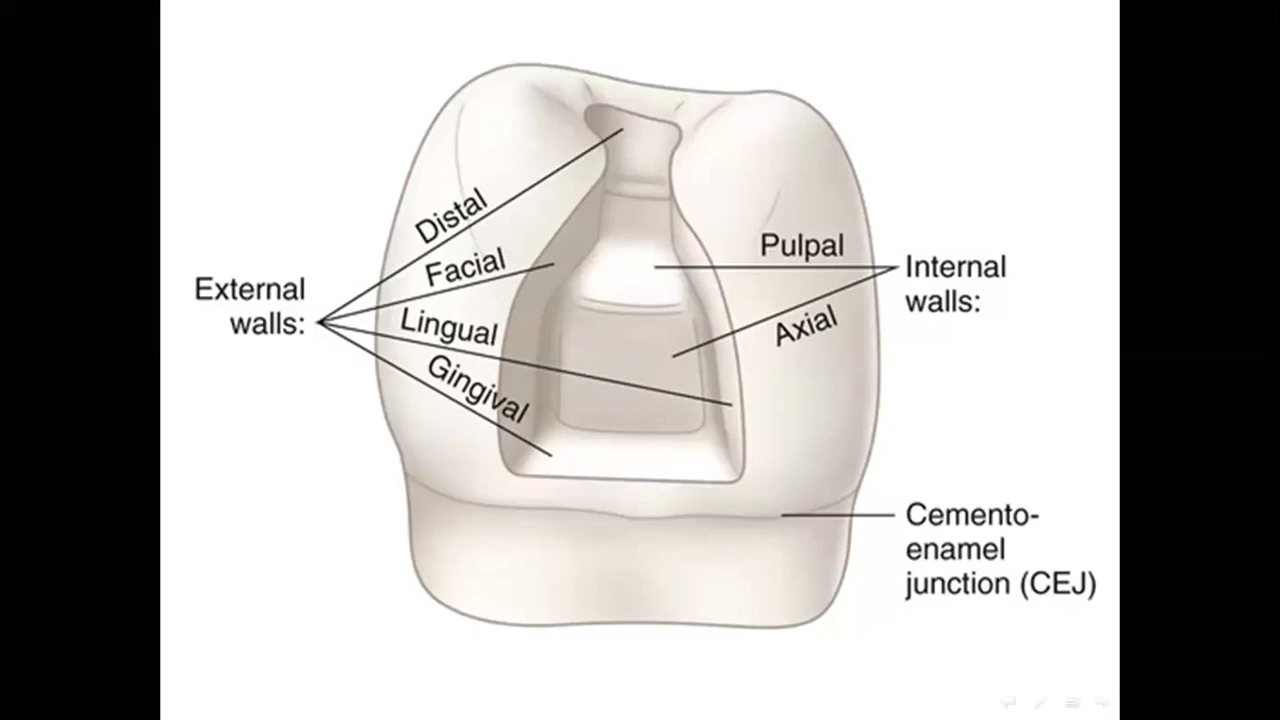 Distal
Facial
Lingual
Gingival
External
walls:
Pulpal
Axial
Internal
walls:
Cemento-
enamel
junction (CEJ)